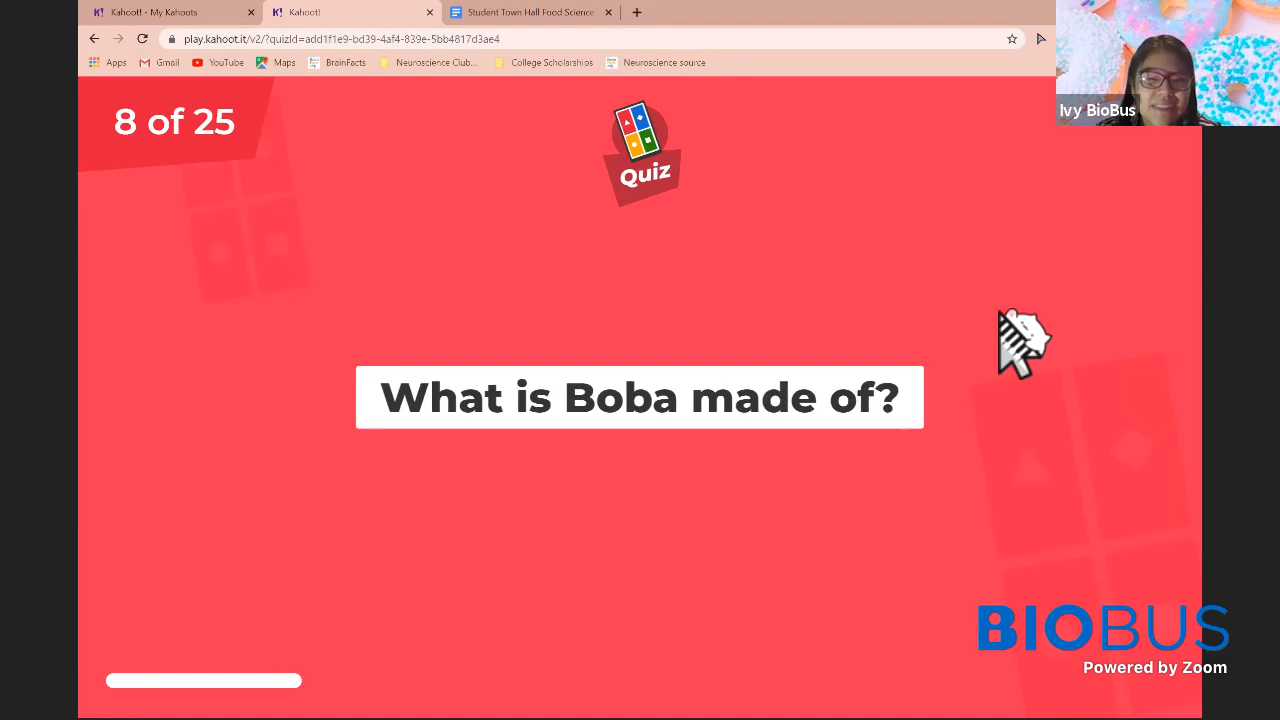 Kahoot! - My Kahoots
Kahoot!
Student Town Hall Food Science
play.kahoot.it/v2/?quizId=add1f1e9-bd39-4af4-839e-5bb4817d3ae4
Apps
Gmail
YouTube
Maps
BrainFacts
Neuroscience Club...
College Scholarships
Neuroscience source
Ivy BioBus
8 of 25
Quiz
What is Boba made of?
BIOBUS
Powered by Zoom